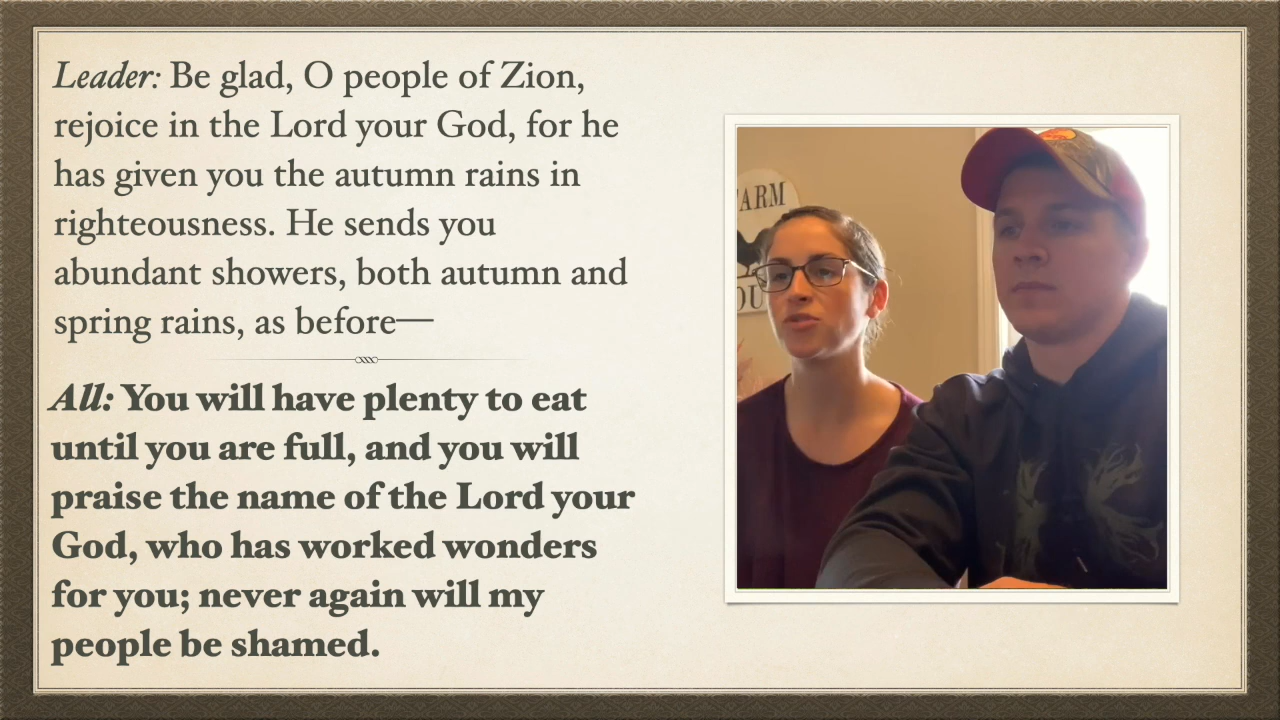 Leader: Be glad, O people of Zion,
rejoice in the Lord your God, for he
has given you the autumn rains in
righteousness. He sends you
abundant showers, both autumn and
spring rains, as before—
All: You will have plenty to eat
until you are full, and you will
praise the name of the Lord your
God, who has worked wonders
for you; never again will my
people be shamed.